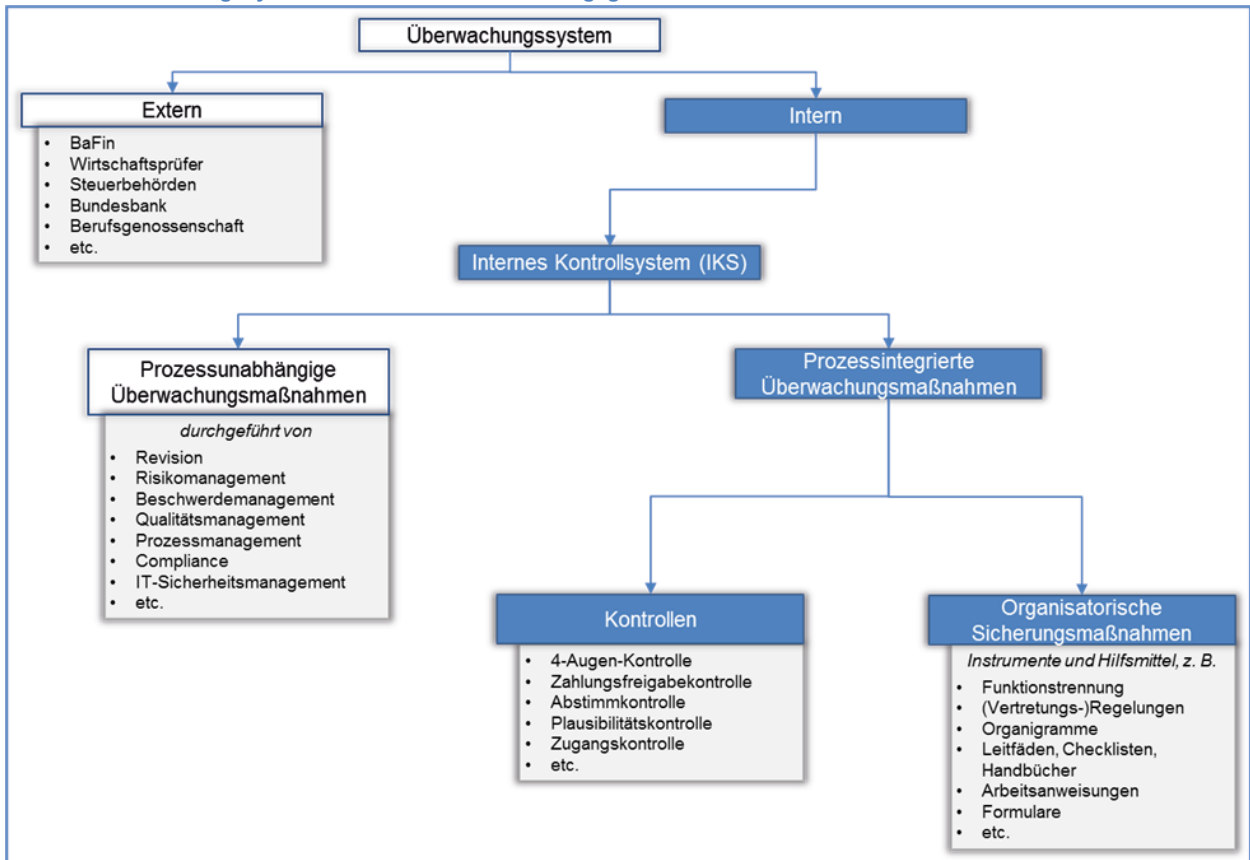 Überwachungssystem
Extern
• BaFin
• Wirtschaftsprüfer
• Steuerbehörden
• Bundesbank
• Berufsgenossenschaft
• etc.
Intern
Internes Kontrollsystem (IKS)
Prozessunabhängige
Überwachungsmaßnahmen
durchgeführt von
• Revision
• Risikomanagement
• Beschwerdemanagement
• Qualitätsmanagement
• Prozessmanagement
• Compliance
• IT-Sicherheitsmanagement
• etc.
Prozessintegrierte
Überwachungsmaßnahmen
Kontrollen
• 4-Augen-Kontrolle
• Zahlungsfreigabekontrolle
• Abstimmkontrolle
• Plausibilitätskontrolle
• Zugangskontrolle
• etc.
Organisatorische
Sicherungsmaßnahmen
Instrumente und Hilfsmittel, z. B.
• Funktionstrennung
• (Vertretungs-)Regelungen
• Organigramme
• Leitfäden, Checklisten,
Handbücher
• Arbeitsanweisungen
• Formulare
• etc.